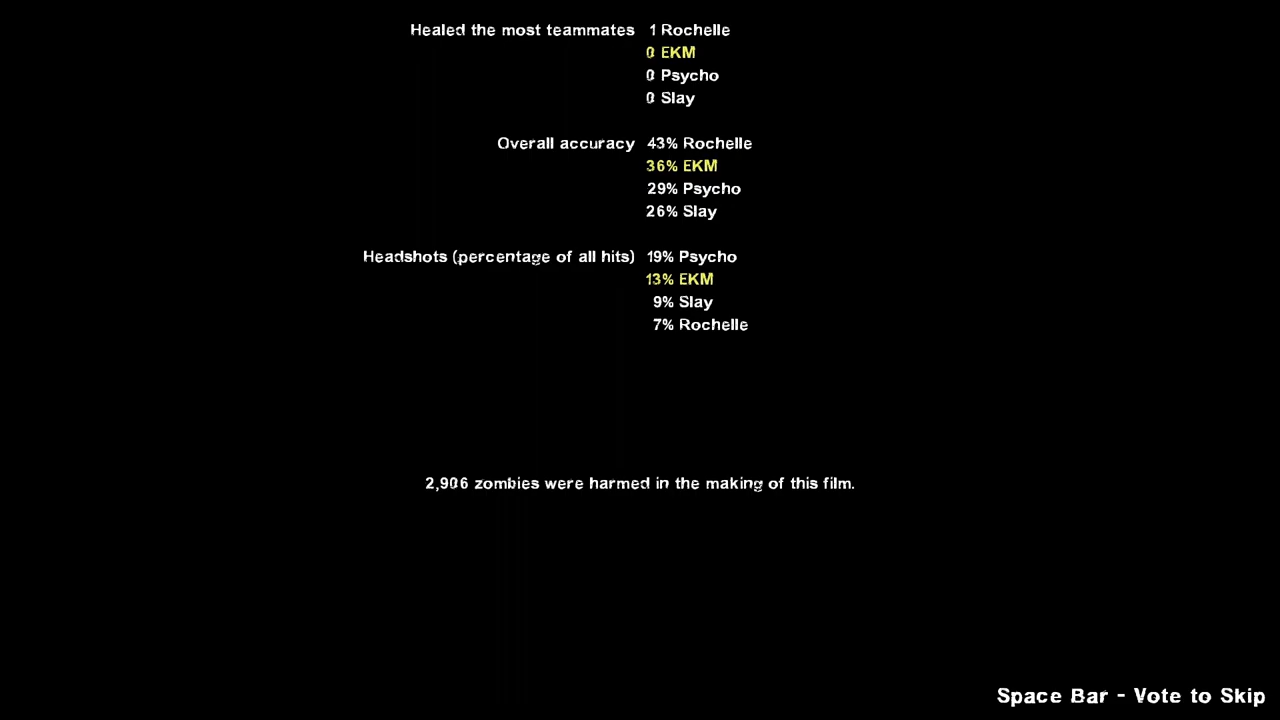 Healed the most teammates 1 Rochelle
0 EKM
0 Psycho
0 Slay
Overall accuracy 43% Rochelle
36% EKM
29% Psycho
26% Slay
Headshots (percentage of all hits) 19% Psycho
13% EKM
9% Slay
7% Rochelle
2,906 zombies were harmed in the making of this film.
Space Bar - Vote to Skip